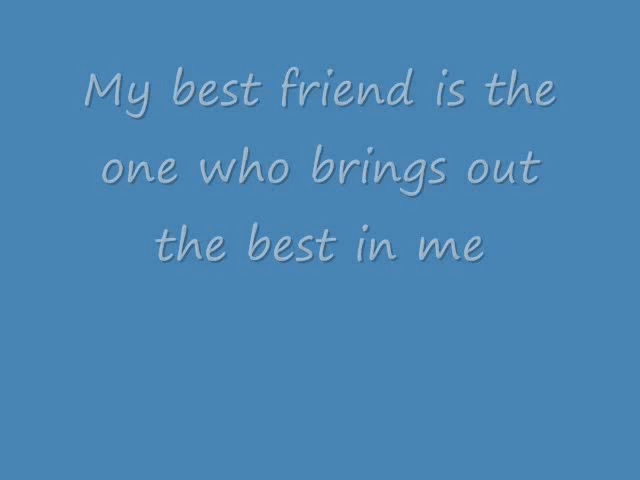 My best friend is the
one who brings out
the best in me